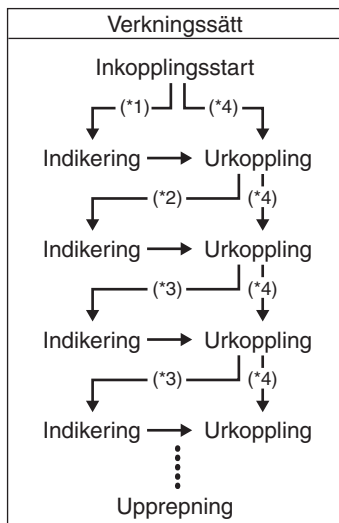 Verkningssätt
Inkopplingsstart
(*1) (*4)
Indikering Urkoppling
(*2) (*4)
Indikering Urkoppling
(*3) (*4)
Indikering Urkoppling
(*3) (*4)
Indikering Urkoppling
Upprepning